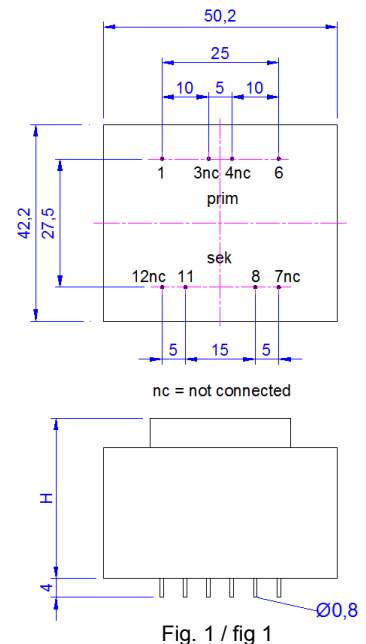 50,2
25
10 5 10
1 3nc 4nc 6
prim
42,2
27,5
sek
12nc 11 8 7nc
5 15 5
nc = not connected
H
4
Ø0,8
Fig. 1 / fig 1